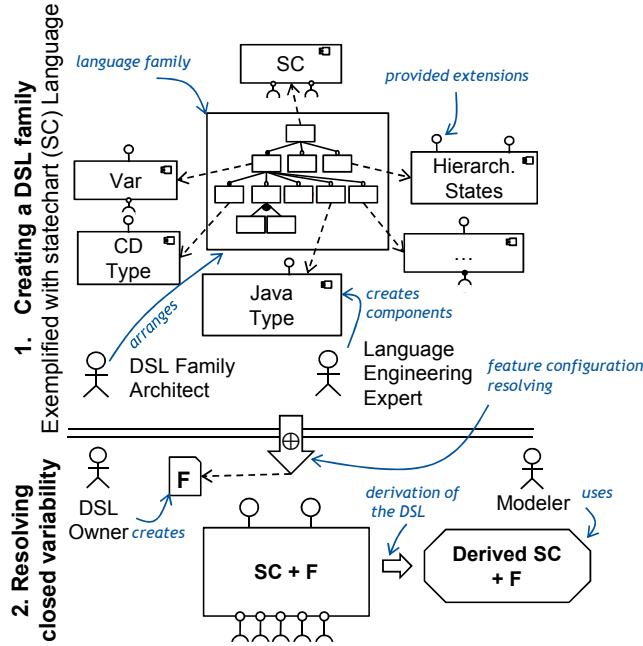 1. Creating a DSL family
Exemplified with statechart (SC) Language
language family
SC
provided extensions
Var
Hierarch.
States
CD
Type
...
Java
Type
arranges
creates
components
DSL Family
Architect
Language
Engineering
Expert
feature configuration
resolving
2. Resolving
closed variability
DSL
Owner
creates
F
derivation of
the DSL
Modeler
uses
SC + F
Derived SC
+ F